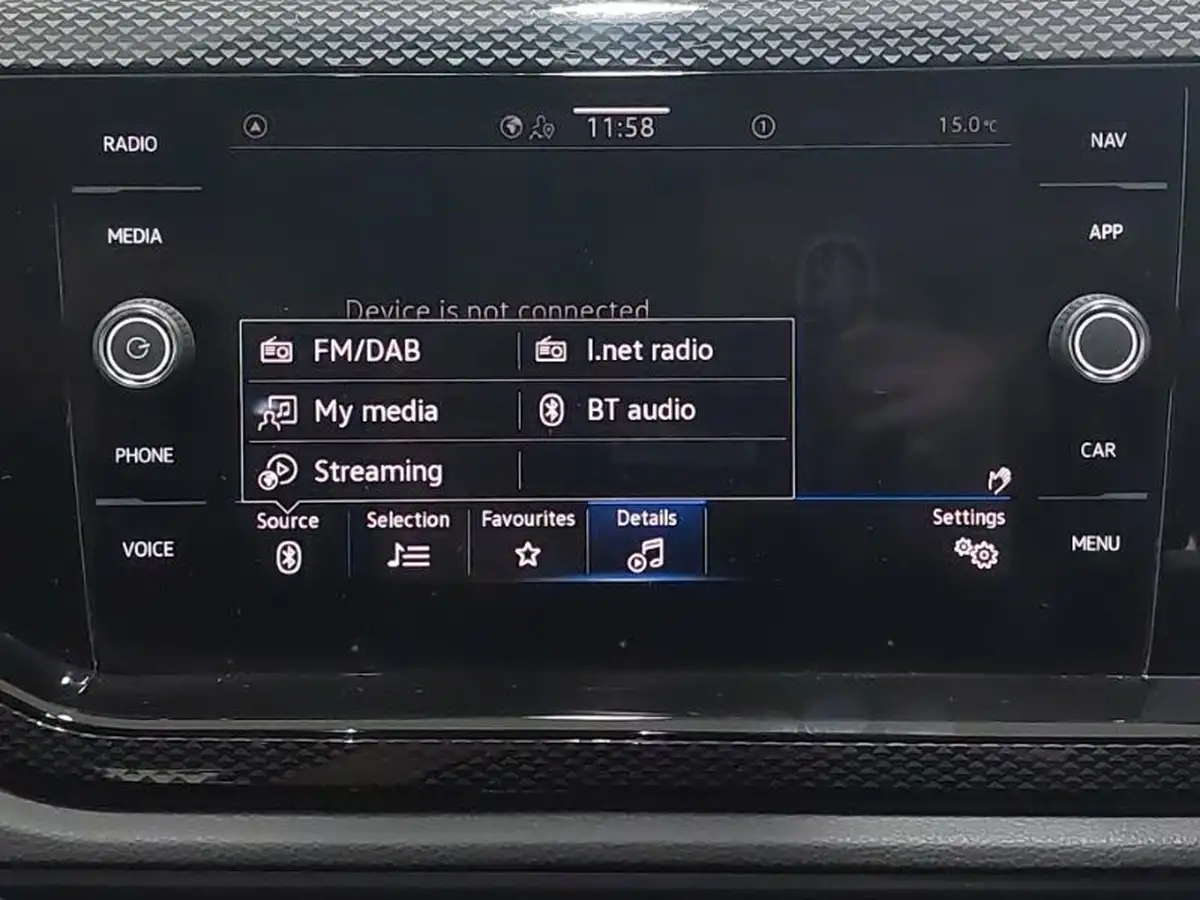 RADIO
MEDIA
PHONE
VOICE
11:58
1
15.0°C
Device is not connected
FM/DAB
I.net radio
My media
BT audio
Streaming
Source
Selection
Favourites
Details
Settings
NAV
APP
CAR
MENU